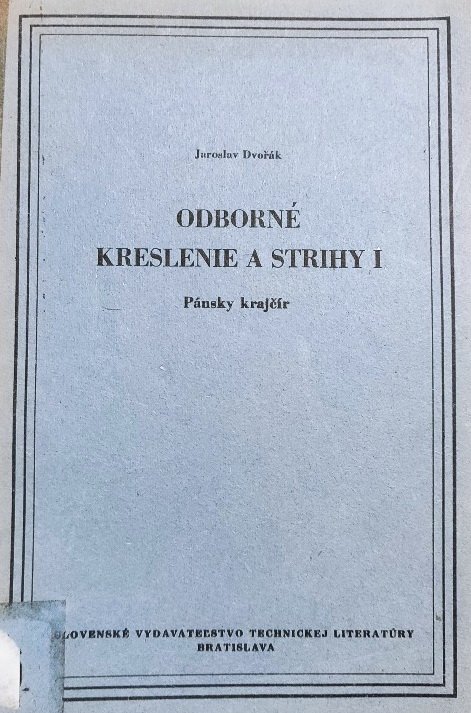 Jaroslav Dvořák
ODBORNÉ
KRESLENIE A STRIHY I
Pánsky krajčír
SLOVENSKÉ VYDAVATEĽSTVO TECHNICKEJ LITERATÚRY
BRATISLAVA